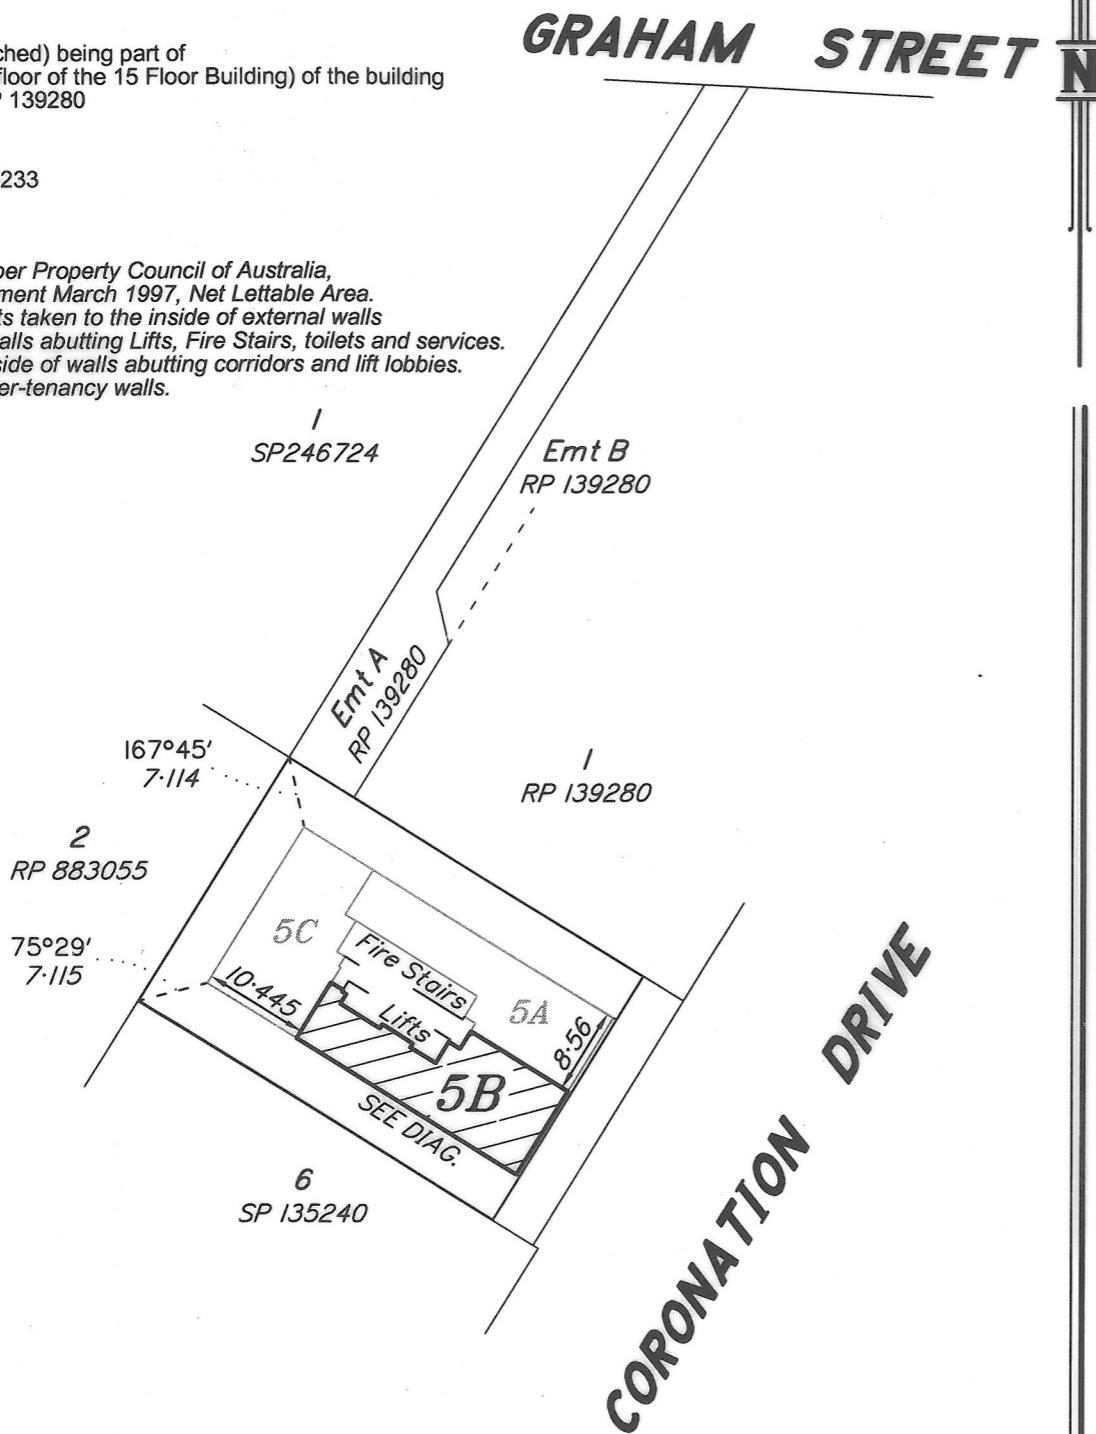 GRAHAM STREET
N
ched) being part of
floor of the 15 Floor Building) of the building
139280
233
per Property Council of Australia,
ment March 1997, Net Lettable Area.
ts taken to the inside of external walls
alls abutting Lifts, Fire Stairs, toilets and services.
side of walls abutting corridors and lift lobbies.
er-tenancy walls.
1
SP246724
Emt B
RP 139280
Emt A
RP 139280
167°45'
7·114
1
RP 139280
2
RP 883055
75°29'
7·115
5C
Fire Stairs
10·445
Lifts
5A
8·56
5B
SEE DIAG.
6
SP 135240
CORONATION DRIVE